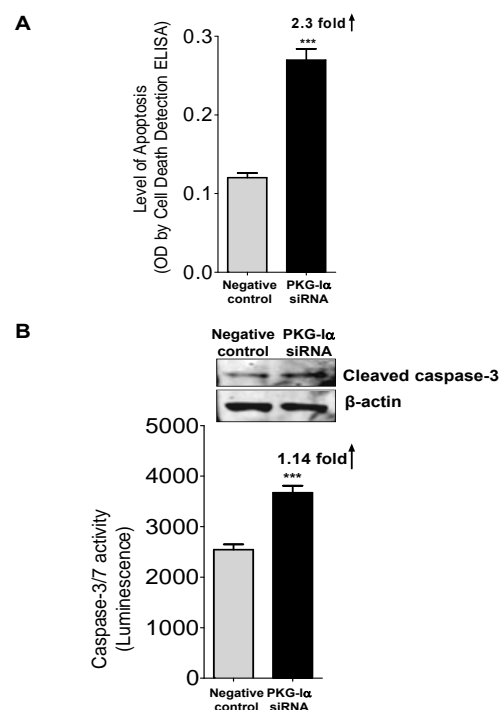 A
2.3 fold
***
Level of Apoptosis
(OD by Cell Death Detection ELISA)
0.3
0.2
0.1
0.0
Negative control
PKG-Iα siRNA
B
Negative control
PKG-Iα siRNA
Cleaved caspase-3
β-actin
1.14 fold
***
Caspase-3/7 activity
(Luminescence)
5000
4000
3000
2000
1000
0
Negative control
PKG-Iα siRNA